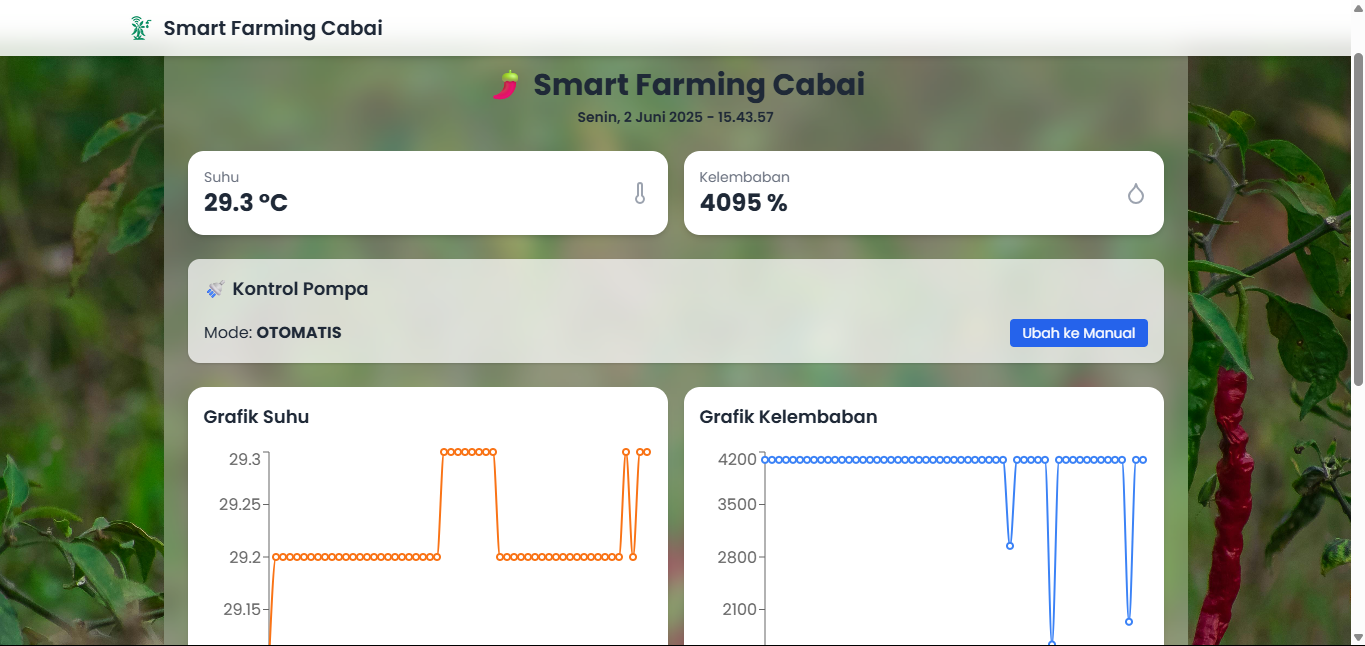 Smart Farming Cabai
Smart Farming Cabai
Senin, 2 Juni 2025 - 15.43.57
Suhu
29.3 °C
Kelembaban
4095 %
Kontrol Pompa
Mode: OTOMATIS
Ubah ke Manual
Grafik Suhu
29.3
29.25
29.2
29.15
Grafik Kelembaban
4200
3500
2800
2100